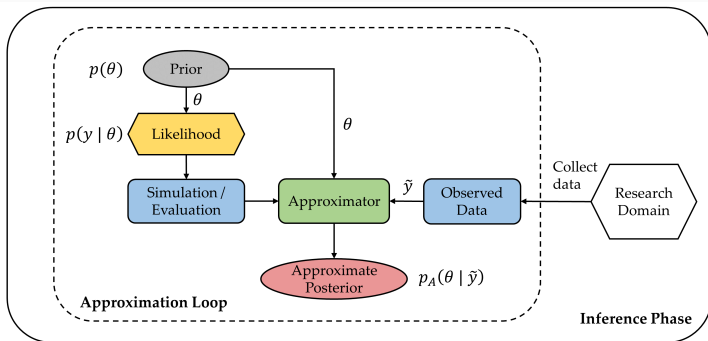 p(θ)
Prior
θ
p(y | θ)
Likelihood
θ
Simulation /
Evaluation
Approximator
ỹ
Observed
Data
Collect
data
Research
Domain
Approximate
Posterior
p_A(θ | ỹ)
Approximation Loop
Inference Phase